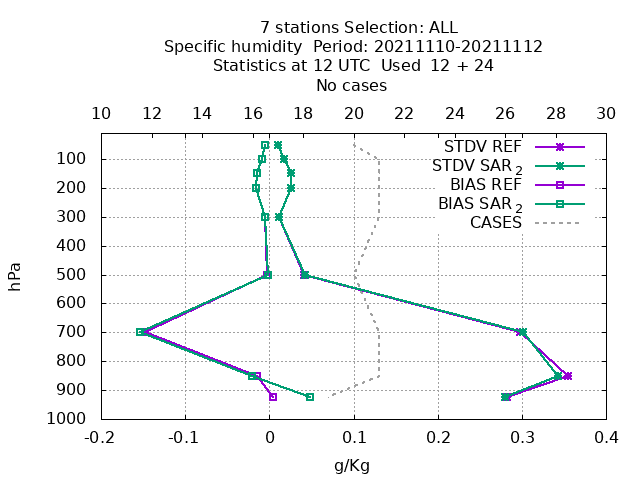 7 stations Selection: ALL
Specific humidity  Period: 20211110-20211112
Statistics at 12 UTC  Used  12 + 24
No cases
10 12 14 16 18 20 22 24 26 28 30
STDV REF
STDV SAR 2
BIAS REF
BIAS SAR 2
CASES
hPa
100
200
300
400
500
600
700
800
900
1000
-0.2 -0.1 0 0.1 0.2 0.3 0.4
g/Kg